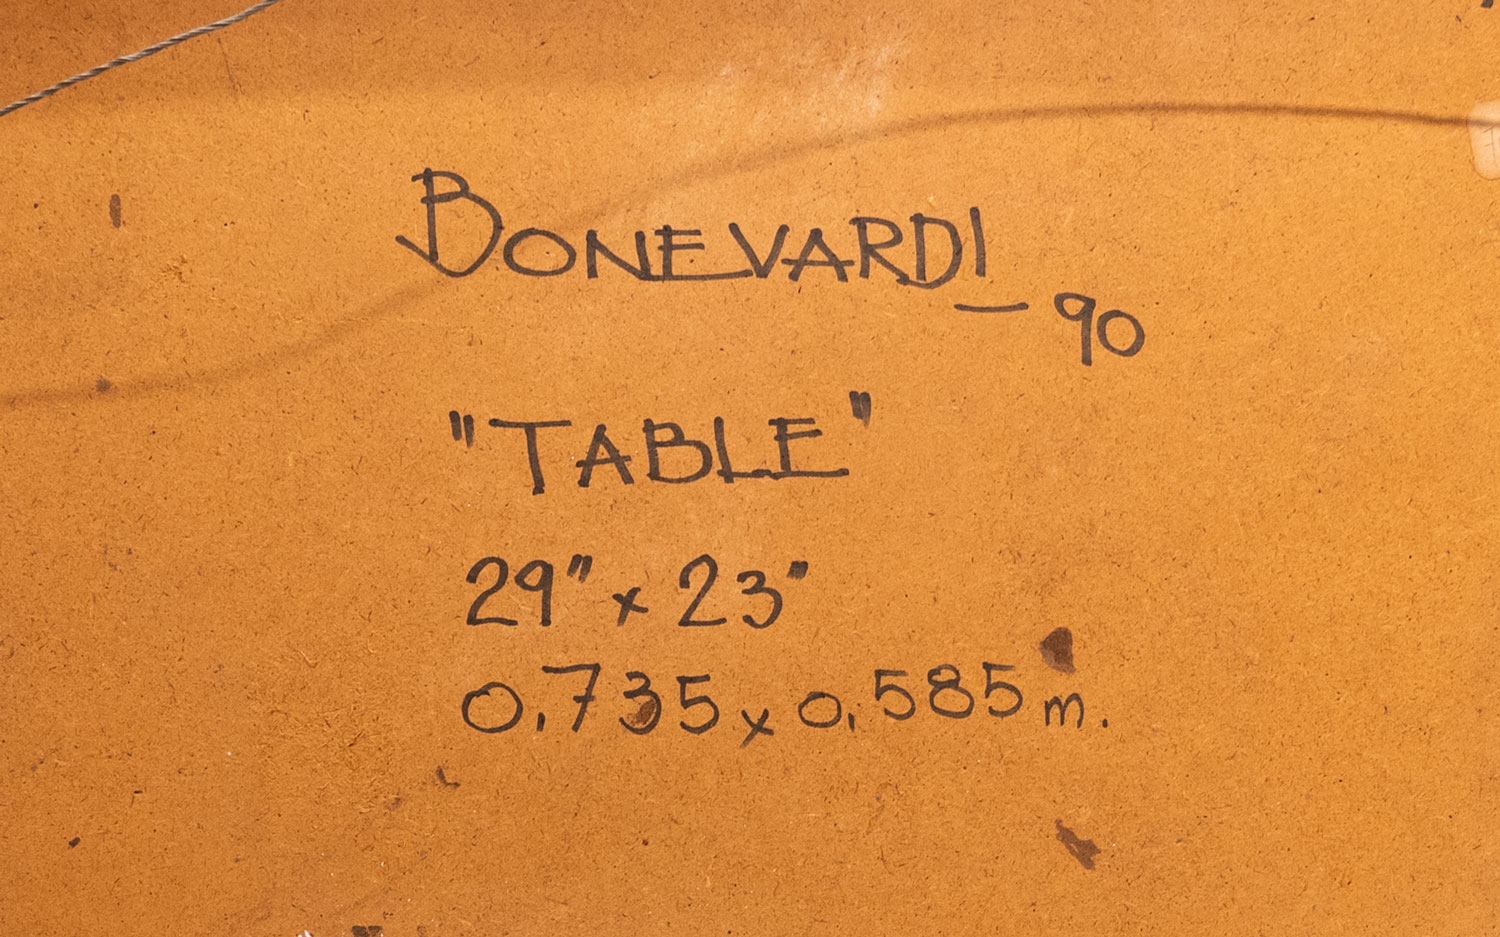 BONEVARDI_90
"TABLE"
29" x 23"
0,735 x 0,585 m.